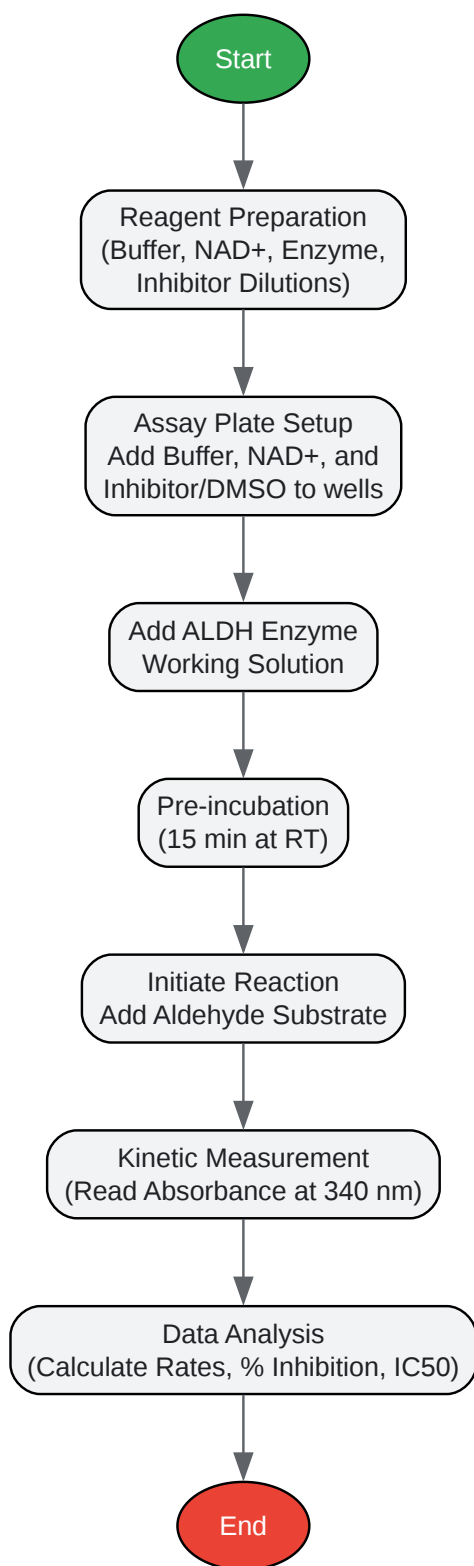 Start
Reagent Preparation
(Buffer, NAD+, Enzyme,
Inhibitor Dilutions)
Assay Plate Setup
Add Buffer, NAD+, and
Inhibitor/DMSO to wells
Add ALDH Enzyme
Working Solution
Pre-incubation
(15 min at RT)
Initiate Reaction
Add Aldehyde Substrate
Kinetic Measurement
(Read Absorbance at 340 nm)
Data Analysis
(Calculate Rates, % Inhibition, IC50)
End